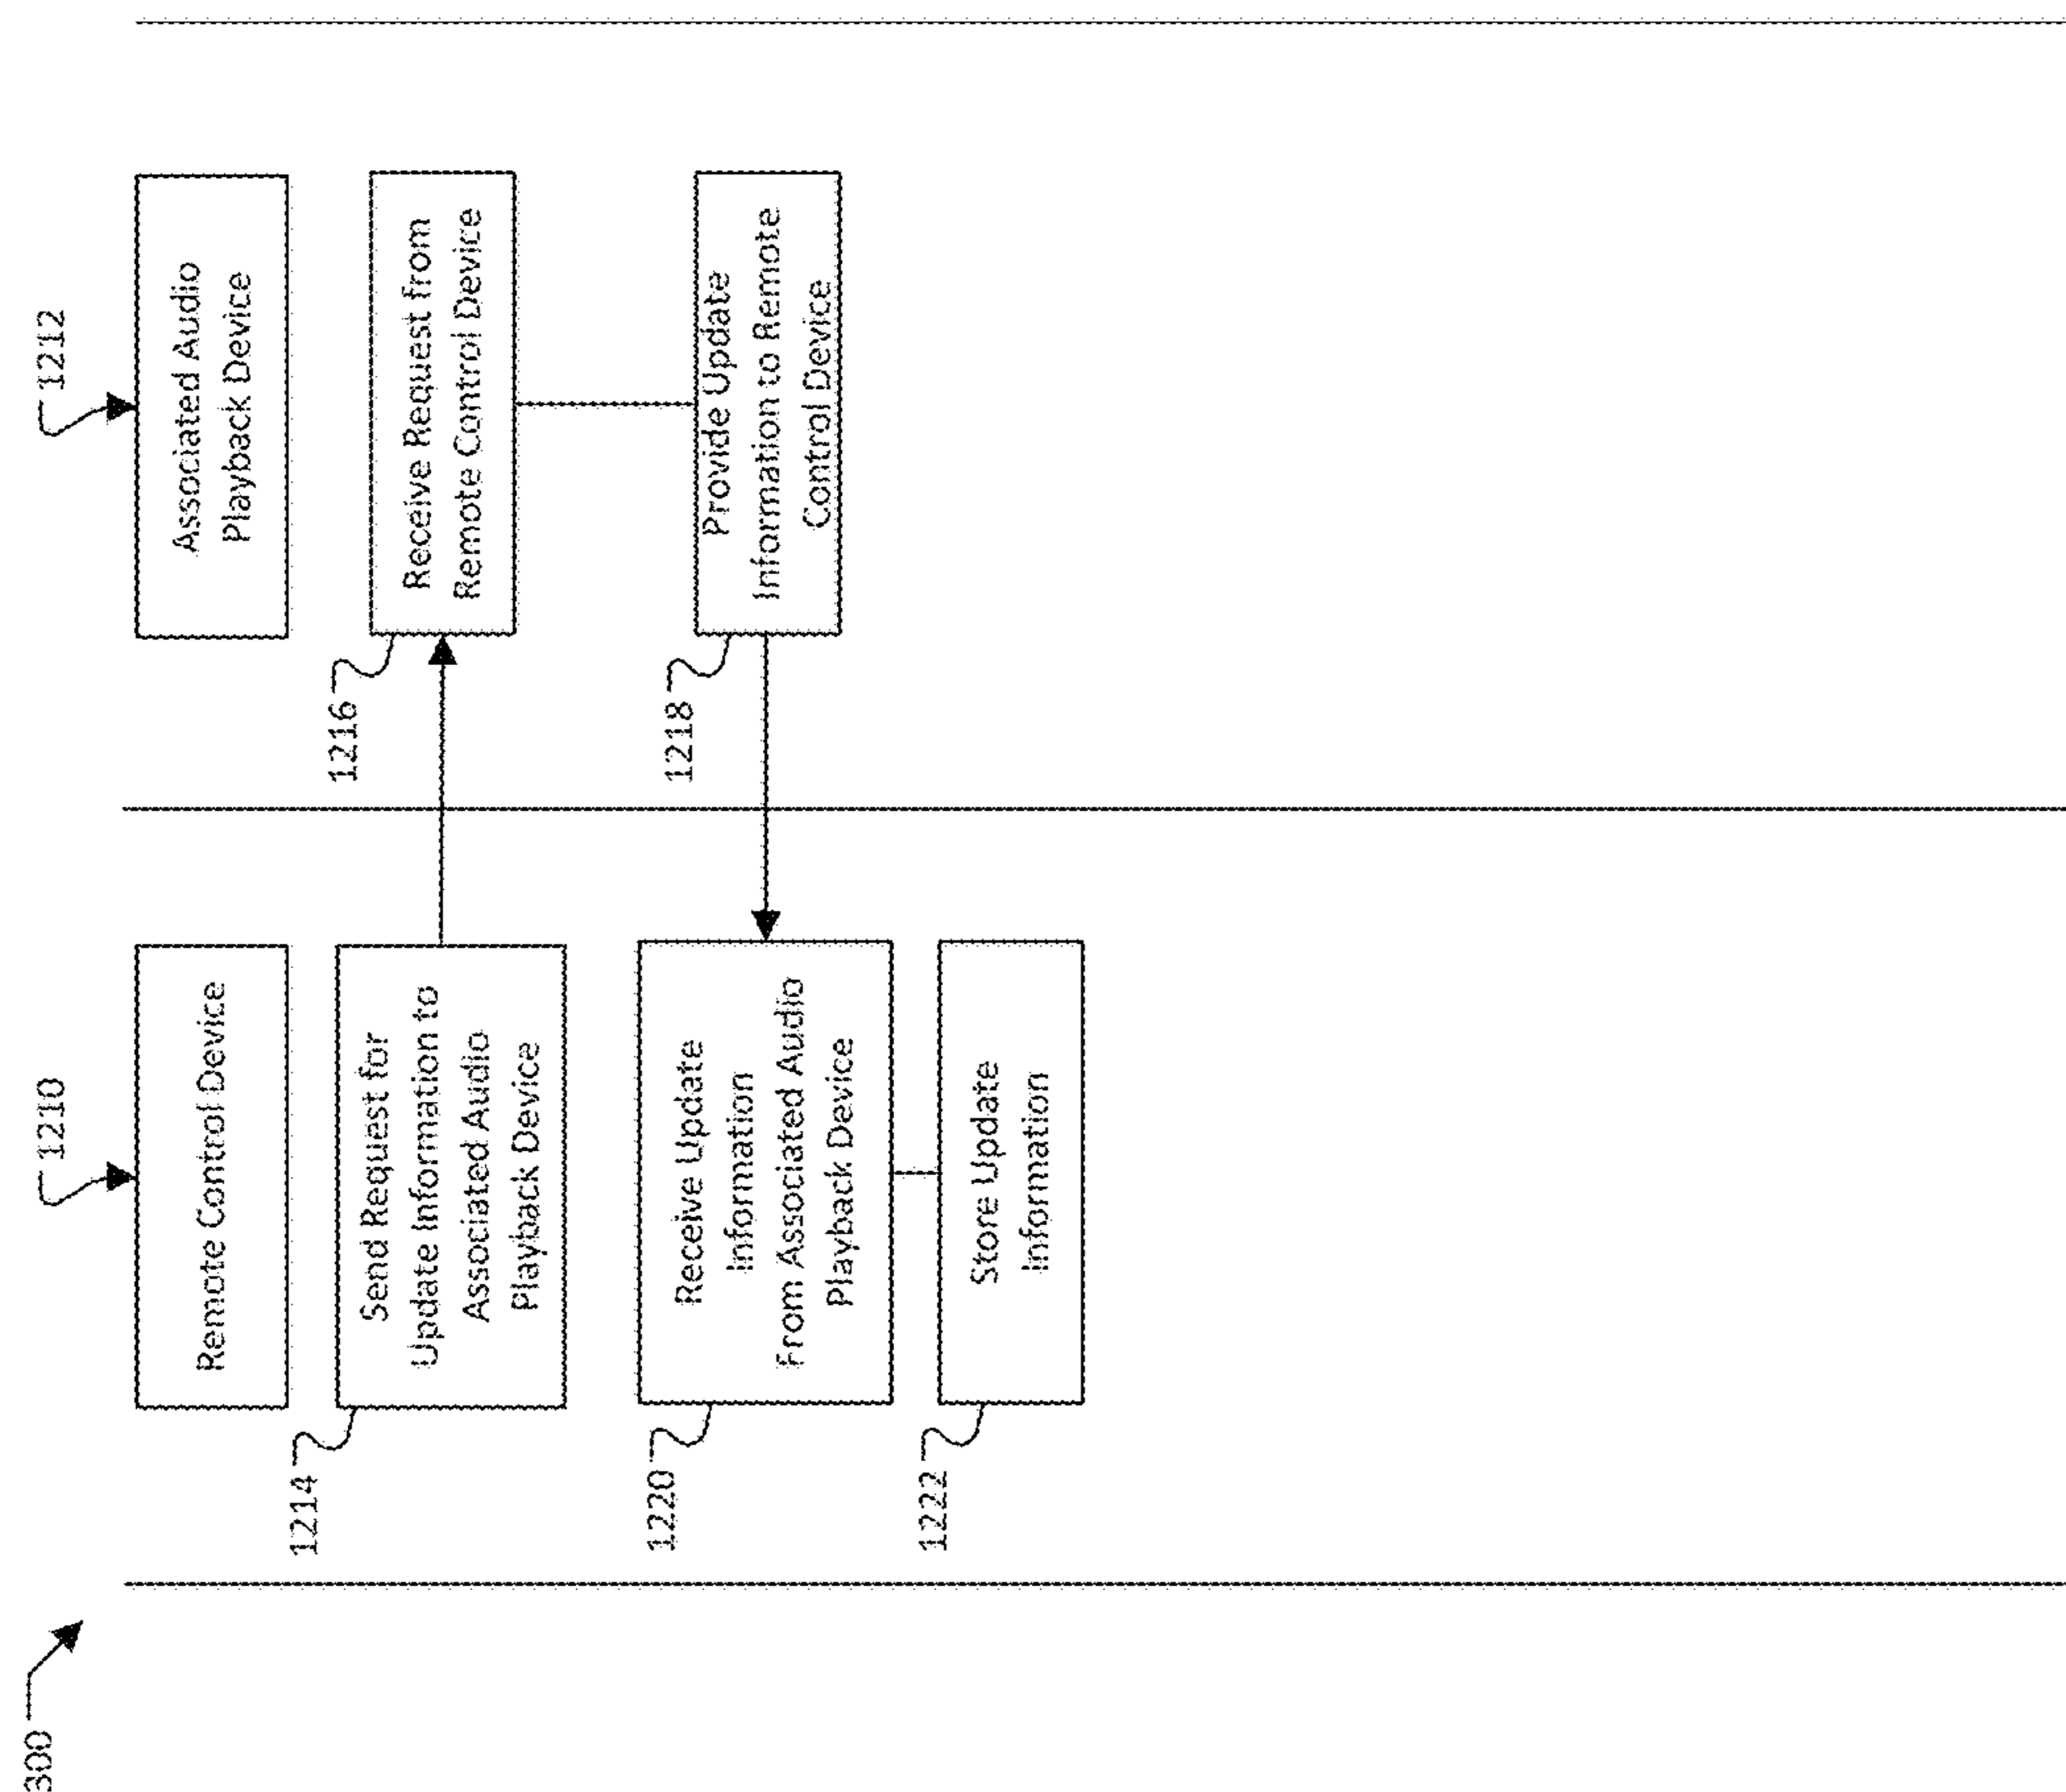 300
1210
Remote Control Device
1214
Send Request for
Update Information to
Associated Audio
Playback Device
1220
Receive Update
Information
From Associated Audio
Playback Device
1222
Store Update
Information
1212
Associated Audio
Playback Device
1216
Receive Request from
Remote Control Device
1218
Provide Update
Information to Remote
Control Device